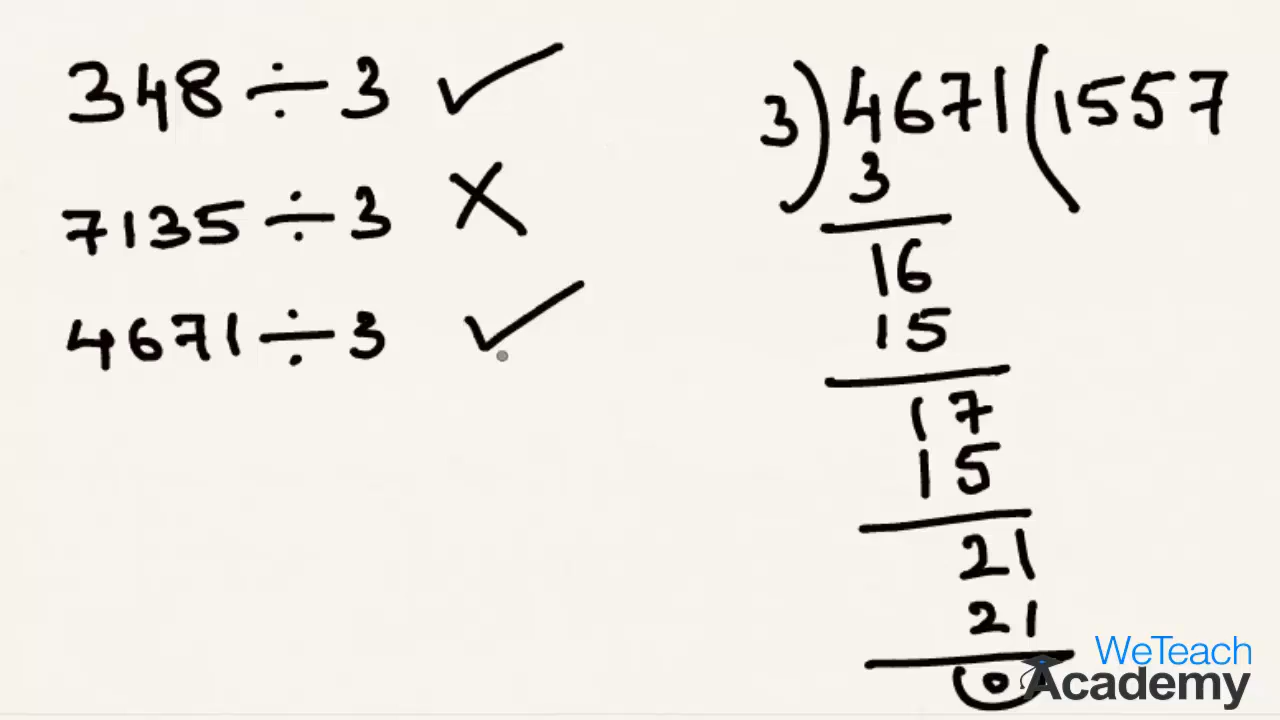 348 ÷ 3 ✓
7135 ÷ 3 ✗
4671 ÷ 3 ✓
3)4671(1557
3
16
15
17
15
21
21
0
WeTeach
Academy